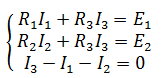 R₁I₁ + R₃I₃ = E₁
R₂I₂ + R₃I₃ = E₂
I₃ − I₁ − I₂ = 0